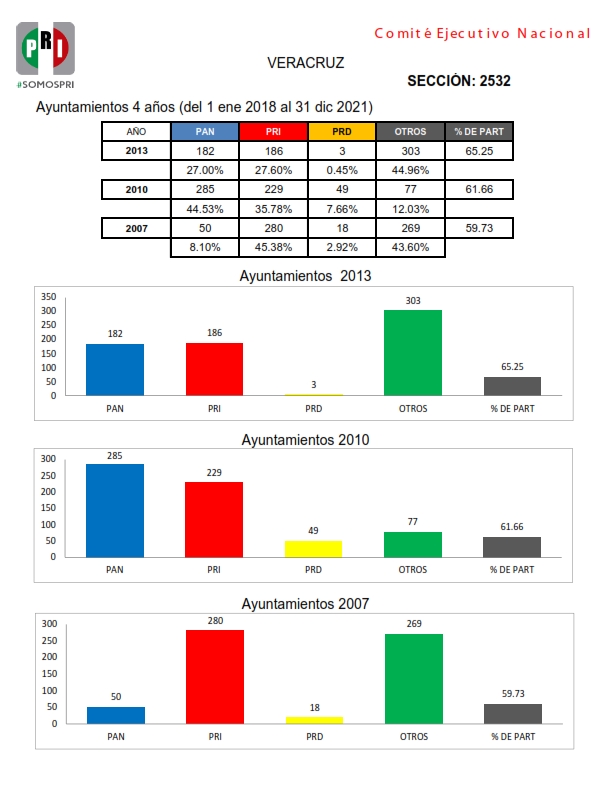 Comité Ejecutivo Nacional
PRI
#SOMOSPRI
VERACRUZ
SECCIÓN: 2532
Ayuntamientos 4 años (del 1 ene 2018 al 31 dic 2021)
AÑO PAN PRI PRD OTROS % DE PART
2013 182 186 3 303 65.25
27.00% 27.60% 0.45% 44.96%
2010 285 229 49 77 61.66
44.53% 35.78% 7.66% 12.03%
2007 50 280 18 269 59.73
8.10% 45.38% 2.92% 43.60%
Ayuntamientos 2013
350
300
250
200
150
100
50
0
182 186 3 303 65.25
PAN PRI PRD OTROS % DE PART
Ayuntamientos 2010
300
250
200
150
100
50
0
285 229 49 77 61.66
PAN PRI PRD OTROS % DE PART
Ayuntamientos 2007
300
250
200
150
100
50
0
50 280 18 269 59.73
PAN PRI PRD OTROS % DE PART